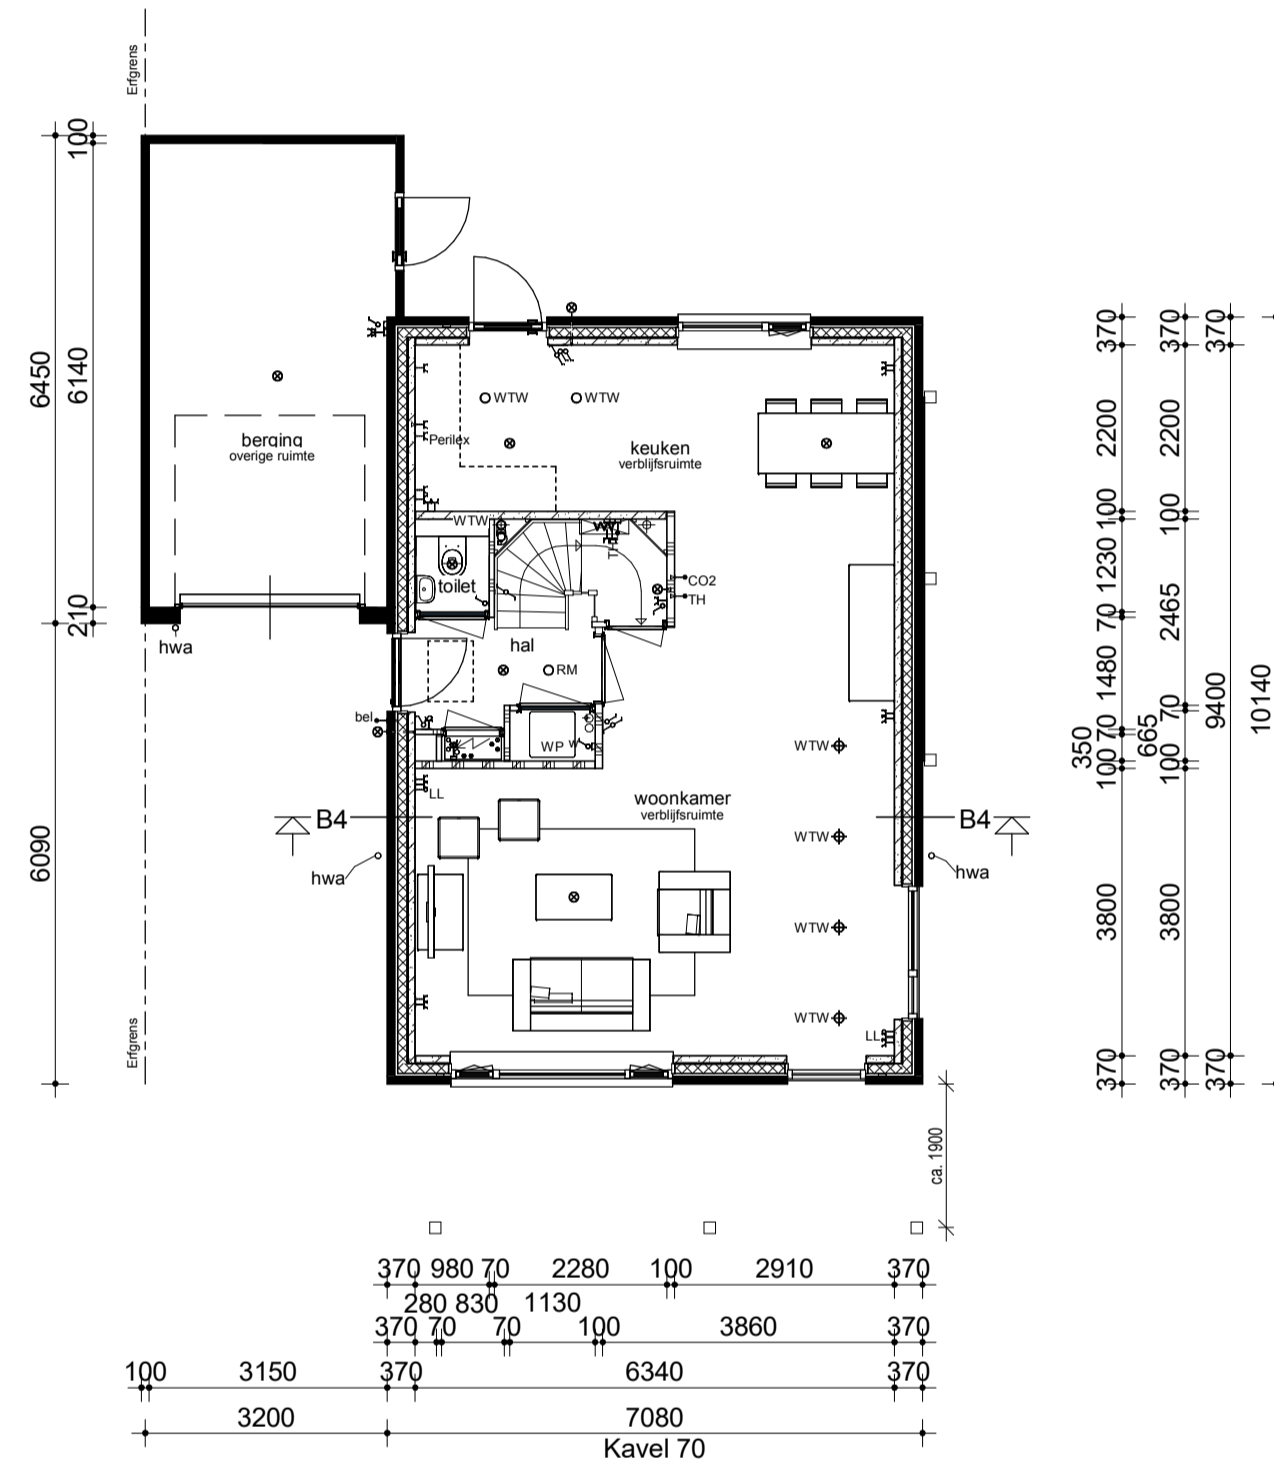 Erfgrens
100
6450
6140
210
6090
berging
overige ruimte
hwa
WTW
WTW
Perilex
keuken
verblijfsruimte
WTW
toilet
TH
CO2
TH
hal
RM
bel
WP
LL
woonkamer
verblijfsruimte
WTW
WTW
WTW
WTW
B4
B4
hwa
hwa
LL
Erfgrens
370
370
370
2200
2200
100
100
1230
2465
70
1480
70
70
350
665
100
100
9400
10140
3800
3800
370
370
370
ca. 1900
370 980 70 2280 100 2910 370
280 830 1130
370 70 70 100 3860 370
100 3150 370 6340 370
3200 7080
Kavel 70